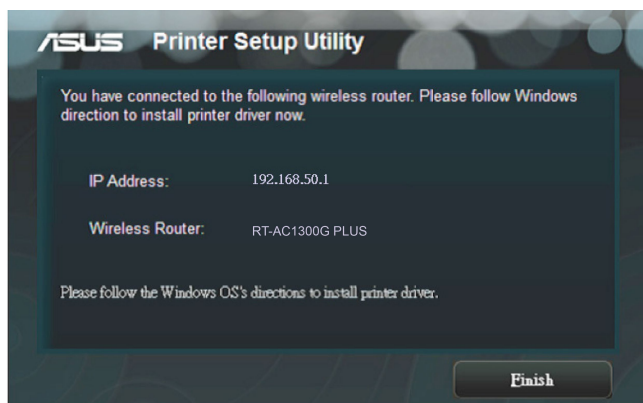 ASUS Printer Setup Utility
You have connected to the following wireless router. Please follow Windows
direction to install printer driver now.
IP Address: 192.168.50.1
Wireless Router: RT-AC1300G PLUS
Please follow the Windows OS's directions to install printer driver.
Finish